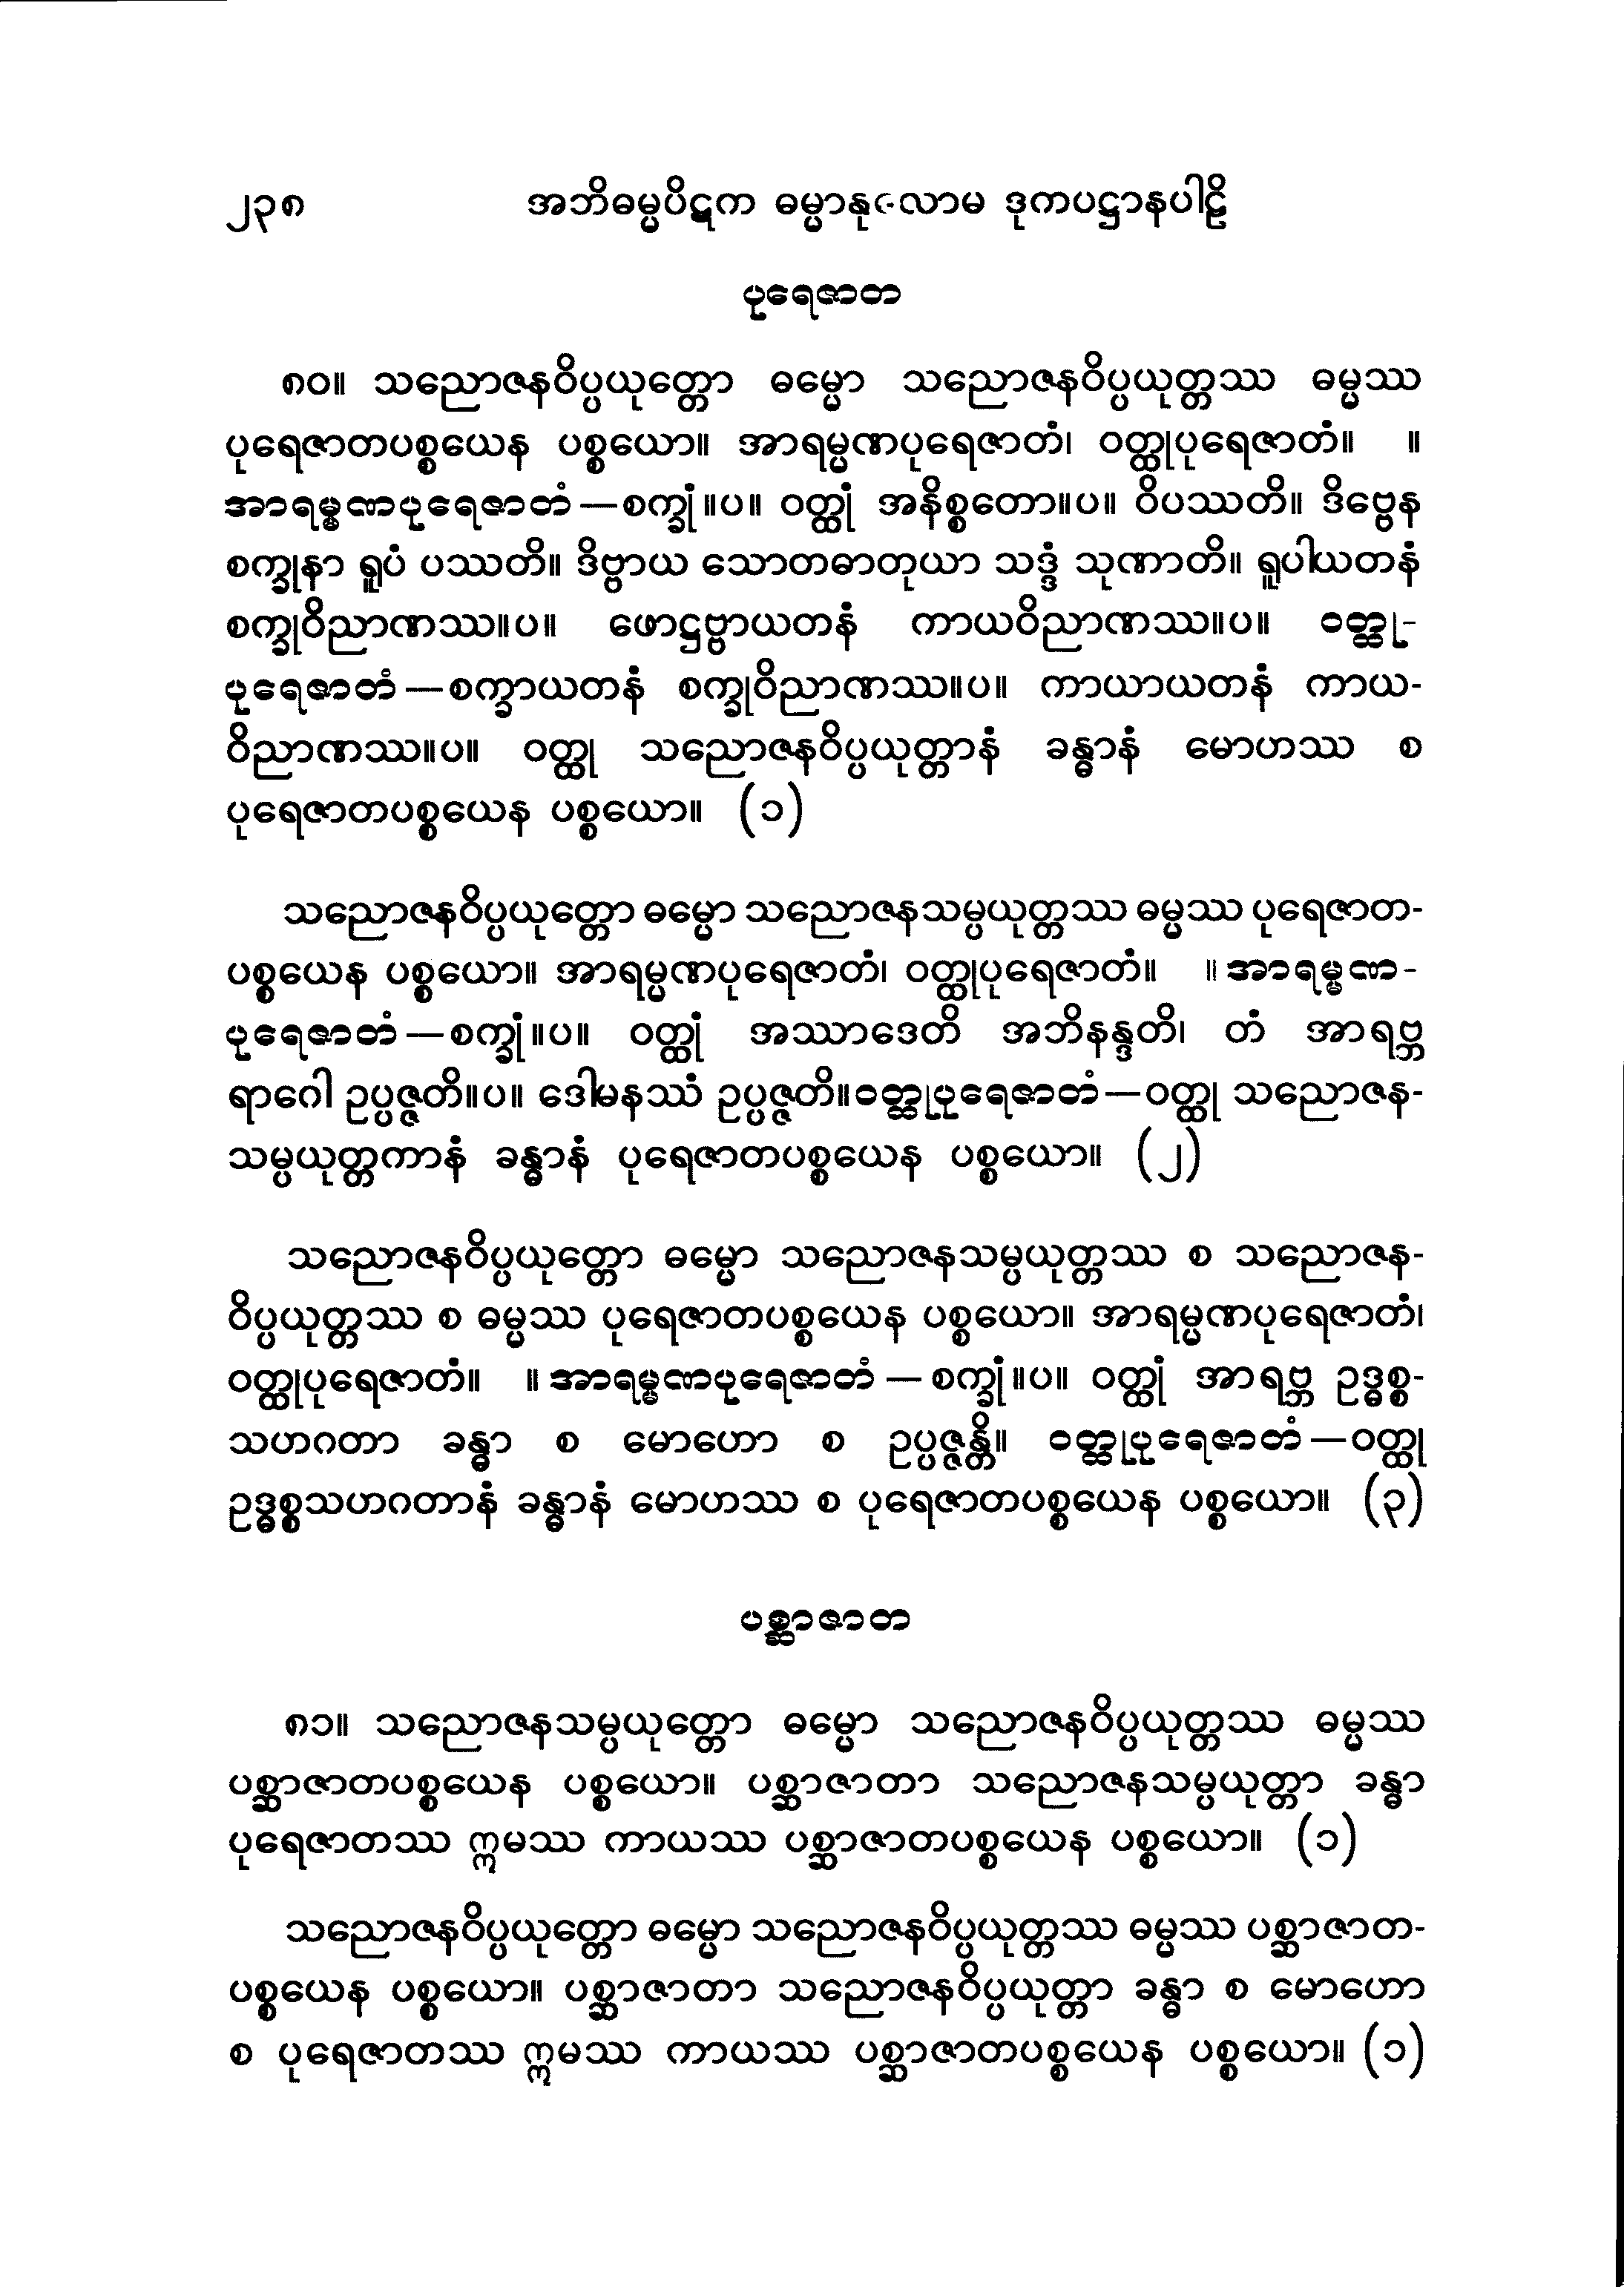 ၂၃၈ အဘိဓမ္မပိဋက ဓမ္မာနုလောမ ဒုကပဋ္ဌာနပါဠိ
ပုရေဇာတ
၈၀။ သညောဇနဝိပ္ပယုတ္တော ဓမ္မော သညောဇနဝိပ္ပယုတ္တဿ ဓမ္မဿ
ပုရေဇာတပစ္စယေန ပစ္စယော။ အာရမ္မဏပုရေဇာတံ၊ ဝတ္ထုပုရေဇာတံ။ ။
အာရမ္မဏပုရေဇာတံ—စက္ခုံ။ပ။ ဝတ္ထုံ အနိစ္စတော။ပ။ ဝိပဿတိ။ ဒိဗ္ဗေန
စက္ခုနာ ရူပံ ပဿတိ။ ဒိဗ္ဗာယ သောတဓာတုယာ သဒ္ဒံ သုဏာတိ။ ရူပါယတနံ
စက္ခုဝိညာဏဿ။ပ။ ဖောဋ္ဌဗ္ဗာယတနံ ကာယဝိညာဏဿ။ပ။ ဝတ္ထု-
ပုရေဇာတံ—စက္ခာယတနံ စက္ခုဝိညာဏဿ။ပ။ ကာယာယတနံ ကာယ-
ဝိညာဏဿ။ပ။ ဝတ္ထု သညောဇနဝိပ္ပယုတ္တာနံ ခန္ဓာနံ မောဟဿ စ
ပုရေဇာတပစ္စယေန ပစ္စယော။ (၁)
သညောဇနဝိပ္ပယုတ္တော ဓမ္မော သညောဇနသမ္ပယုတ္တဿ ဓမ္မဿ ပုရေဇာတ-
ပစ္စယေန ပစ္စယော။ အာရမ္မဏပုရေဇာတံ၊ ဝတ္ထုပုရေဇာတံ။ ။အာရမ္မဏ-
ပုရေဇာတံ—စက္ခုံ။ပ။ ဝတ္ထုံ အဿာဒေတိ အဘိနန္ဒတိ၊ တံ အာရဗ္ဘ
ရာဂေါ ဥပ္ပဇ္ဇတိ။ပ။ ဒေါမနဿံ ဥပ္ပဇ္ဇတိ။ဝတ္ထုပုရေဇာတံ—ဝတ္ထု သညောဇန-
သမ္ပယုတ္တကာနံ ခန္ဓာနံ ပုရေဇာတပစ္စယေန ပစ္စယော။ (၂)
သညောဇနဝိပ္ပယုတ္တော ဓမ္မော သညောဇနသမ္ပယုတ္တဿ စ သညောဇန-
ဝိပ္ပယုတ္တဿ စ ဓမ္မဿ ပုရေဇာတပစ္စယေန ပစ္စယော။ အာရမ္မဏပုရေဇာတံ၊
ဝတ္ထုပုရေဇာတံ။ ။အာရမ္မဏပုရေဇာတံ—စက္ခုံ။ပ။ ဝတ္ထုံ အာရဗ္ဘ ဥဒ္ဓစ္စ-
သဟဂတာ ခန္ဓာ စ မောဟော စ ဥပ္ပဇ္ဇန္တိ။ ဝတ္ထုပုရေဇာတံ—ဝတ္ထု
ဥဒ္ဓစ္စသဟဂတာနံ ခန္ဓာနံ မောဟဿ စ ပုရေဇာတပစ္စယေန ပစ္စယော။ (၃)
ပစ္ဆာဇာတ
၈၁။ သညောဇနသမ္ပယုတ္တော ဓမ္မော သညောဇနဝိပ္ပယုတ္တဿ ဓမ္မဿ
ပစ္ဆာဇာတပစ္စယေန ပစ္စယော။ ပစ္ဆာဇာတာ သညောဇနသမ္ပယုတ္တာ ခန္ဓာ
ပုရေဇာတဿ ဣမဿ ကာယဿ ပစ္ဆာဇာတပစ္စယေန ပစ္စယော။ (၁)
သညောဇနဝိပ္ပယုတ္တော ဓမ္မော သညောဇနဝိပ္ပယုတ္တဿ ဓမ္မဿ ပစ္ဆာဇာတ-
ပစ္စယေန ပစ္စယော။ ပစ္ဆာဇာတာ သညောဇနဝိပ္ပယုတ္တာ ခန္ဓာ စ မောဟော
စ ပုရေဇာတဿ ဣမဿ ကာယဿ ပစ္ဆာဇာတပစ္စယေန ပစ္စယော။ (၁)